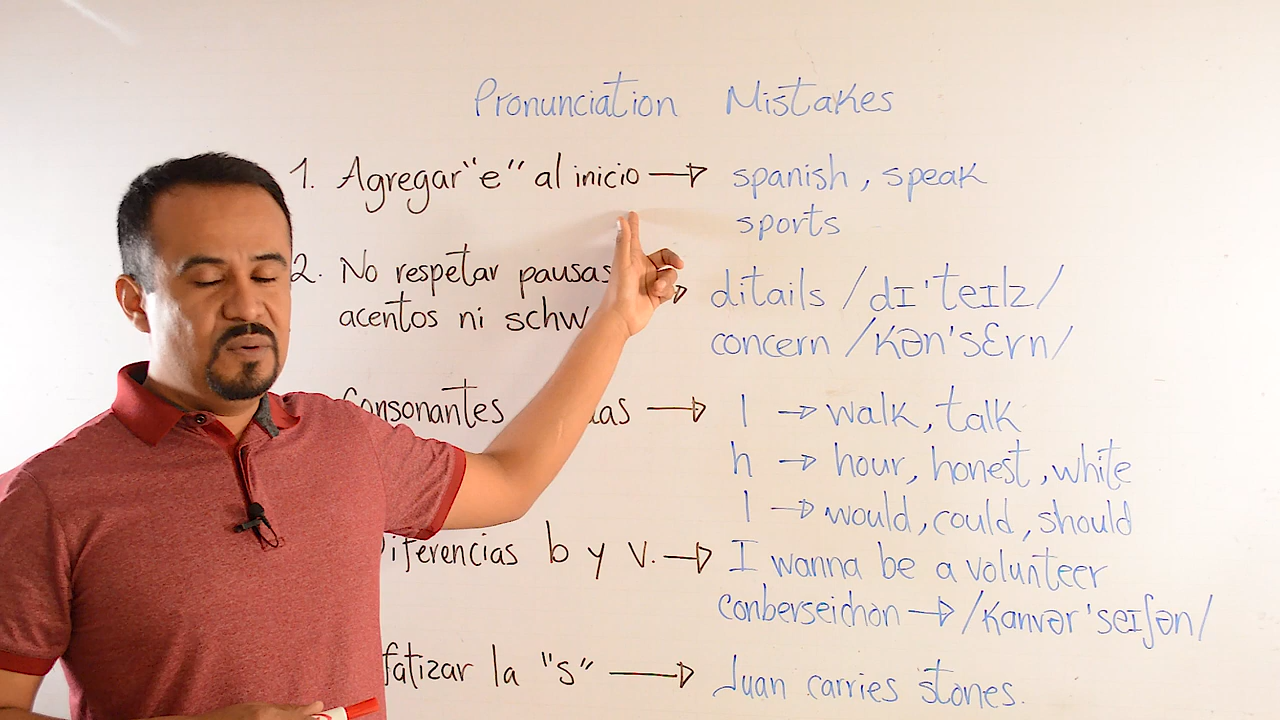 Pronunciation Mistakes
1. Agregar "e" al inicio → spanish, speak
sports
2. No respetar pausas
acentos ni schw
ditails /dɪ'teɪlz/
concern /kən'sɛrn/
Consonantes → l → walk, talk
h → hour, honest, white
l → would, could, should
iferencias b y v. → I wanna be a volunteer
conberseichon → /kanvər'seɪʃən/
fatizar la "s" → Juan carries stones.